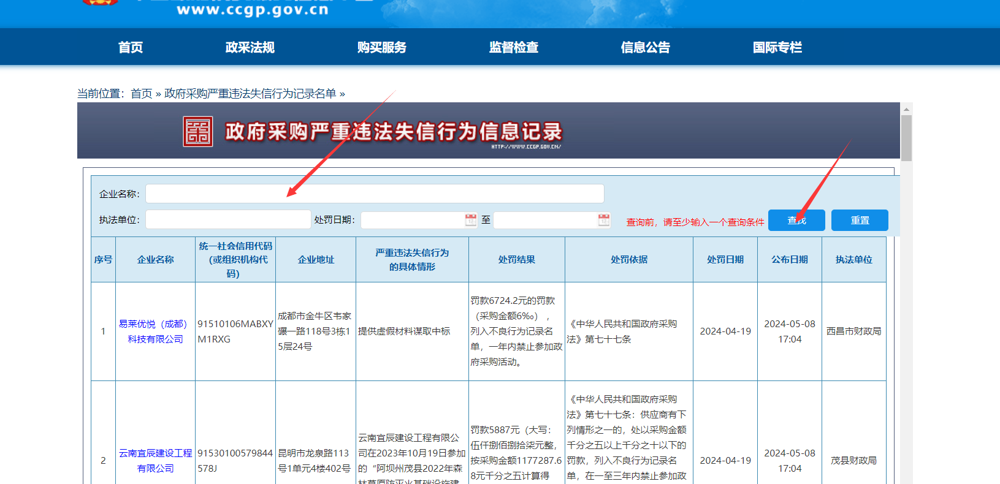 www.ccgp.gov.cn
首页 政采法规 购买服务 监督检查 信息公告 国际专栏
当前位置：首页 » 政府采购严重违法失信行为记录名单 »
政府采购严重违法失信行为信息记录
HTTP://WWW.CCGP.GOV.CN/
企业名称：
执法单位： 处罚日期： 至 查询前，请至少输入一个查询条件 查找 重置
序号
企业名称
统一社会信用代码
（或组织机构代
码）
企业地址
严重违法失信行为
的具体情形
处罚结果
处罚依据
处罚日期
公布日期
执法单位
1
易莱优悦（成都）
科技有限公司
91510106MABXY
M1RXG
成都市金牛区韦家
碾一路118号3栋1
5层24号
提供虚假材料谋取中标
罚款6724.2元的罚款
（采购金额6‰），
列入不良行为记录名
单，一年内禁止参加政
府采购活动。
《中华人民共和国政府采购
法》第七十七条
2024-04-19
2024-05-08
17:04
西昌市财政局
2
云南宜辰建设工程
有限公司
91530100579844
578J
昆明市龙泉路113
号1单元4楼402号
云南宜辰建设工程有限公
司在2023年10月19日参加
的“阿坝州茂县2022年森
林草原防灭火基础设施建
罚款5887元（大写：
伍仟捌佰捌拾柒元整，
按采购金额1177287.6
8元千分之五计算得
《中华人民共和国政府采购
法》第七十七条：供应商有下
列情形之一的，处以采购金额
千分之五以上千分之十以下的
罚款，列入不良行为记录名
单，在一至三年内禁止参加政
2024-04-19
2024-05-08
17:04
茂县财政局